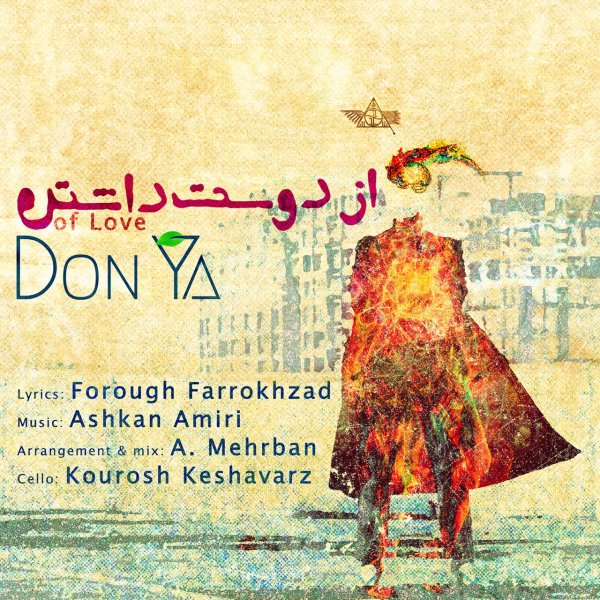 از دوست داشتن
of Love
DON YA
Lyrics: Forough Farrokhzad
Music: Ashkan Amiri
Arrangement & mix: A. Mehrban
Cello: Kourosh Keshavarz